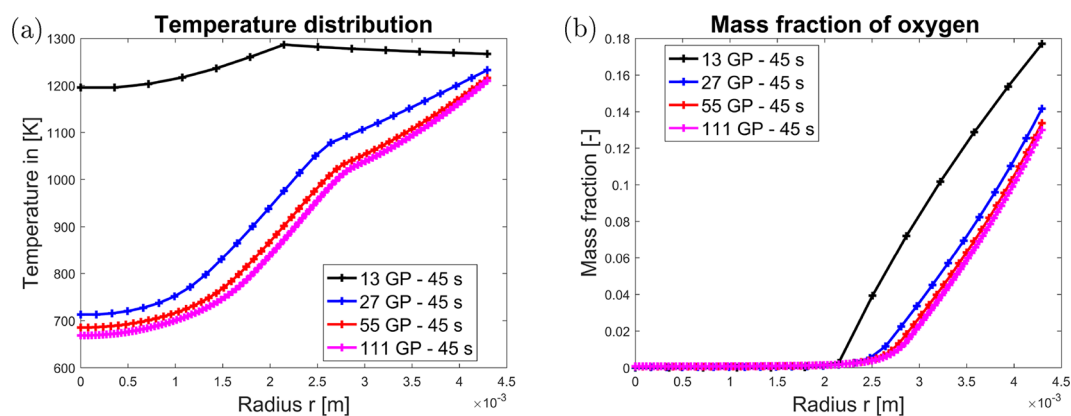 (a)
Temperature distribution
1300
1200
1100
1000
900
800
700
600
Temperature in [K]
13 GP - 45 s
27 GP - 45 s
55 GP - 45 s
111 GP - 45 s
0 0.5 1 1.5 2 2.5 3 3.5 4 4.5
Radius r [m]
×10⁻³
(b)
Mass fraction of oxygen
0.18
0.16
0.14
0.12
0.1
0.08
0.06
0.04
0.02
0
Mass fraction [-]
13 GP - 45 s
27 GP - 45 s
55 GP - 45 s
111 GP - 45 s
0 0.5 1 1.5 2 2.5 3 3.5 4 4.5
Radius r [m]
×10⁻³